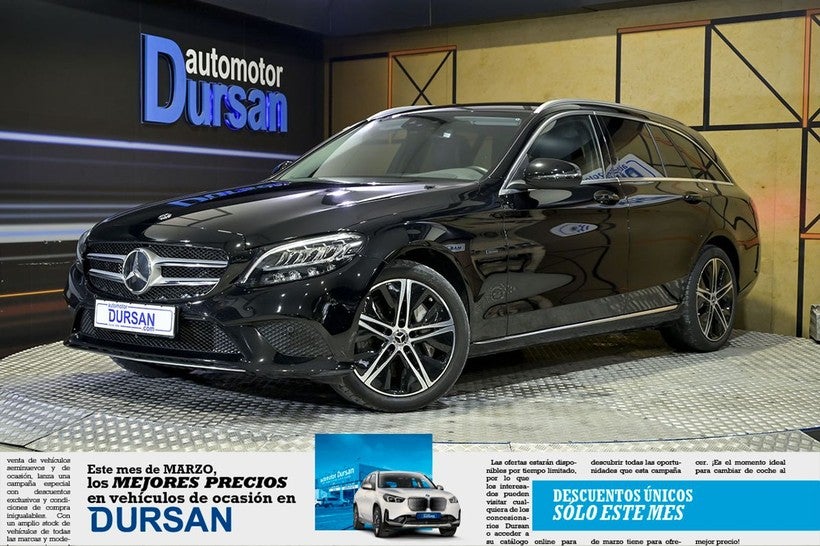 automotor
Dursan
automotor
DURSAN
.com
venta de vehículos
seminuevos y de
ocasión, lanza una
campaña especial
con descuentos
exclusivos y condi-
ciones de compra
inigualables. Con
un amplio stock de
vehículos de todas
las marcas y mode-
Este mes de MARZO,
los MEJORES PRECIOS
en vehículos de ocasión en
DURSAN
automotor Dursan
Las ofertas estarán dispo-
nibles por tiempo limitado,
por lo que
los interesa-
dos pueden
visitar cual-
quiera de los
concesiona-
rios Dursan
o acceder a
su catálogo
online para
descubrir todas las oportu-
nidades que esta campaña
de marzo tiene para ofre-
cer. ¡Es el momento ideal
para cambiar de coche al
mejor precio!
DESCUENTOS ÚNICOS
SÓLO ESTE MES